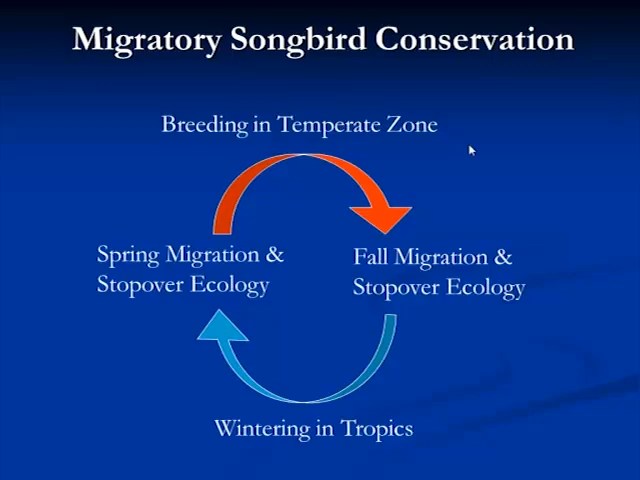 Migratory Songbird Conservation
Breeding in Temperate Zone
Spring Migration &
Stopover Ecology
Fall Migration &
Stopover Ecology
Wintering in Tropics